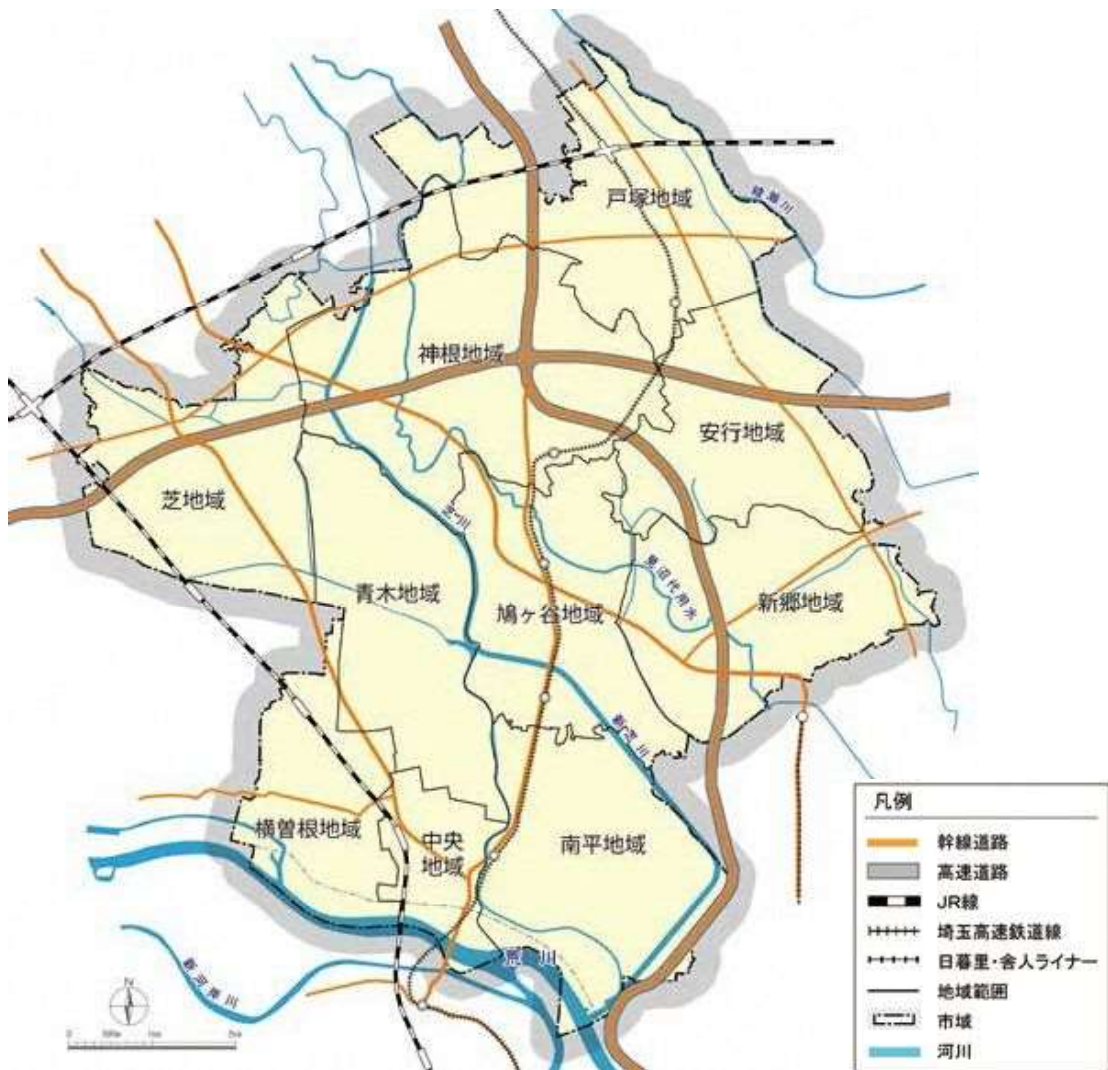 戸塚地域
綾瀬川
神根地域
安行地域
芝地域
芝川
見沼代用水
青木地域
鳩ヶ谷地域
新郷地域
新芝川
横曽根地域
中央
地域
南平地域
荒川
新河岸川
N
0
凡例
幹線道路
高速道路
JR線
埼玉高速鉄道線
日暮里・舎人ライナー
地域範囲
市域
河川